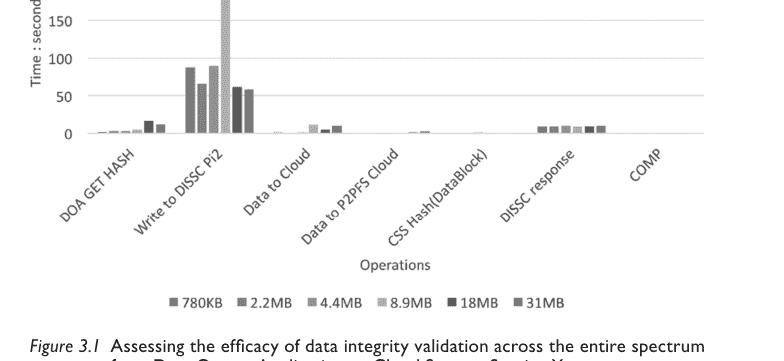 Time : second
150
100
50
0
DOA GET HASH
Write to DISSC Pi2
Data to Cloud
Data to P2PFS Cloud
CSS Hash(DataBlock)
DISSC response
COMP
Operations
780KB 2.2MB 4.4MB 8.9MB 18MB 31MB
Figure 3.1 Assessing the efficacy of data integrity validation across the entire spectrum